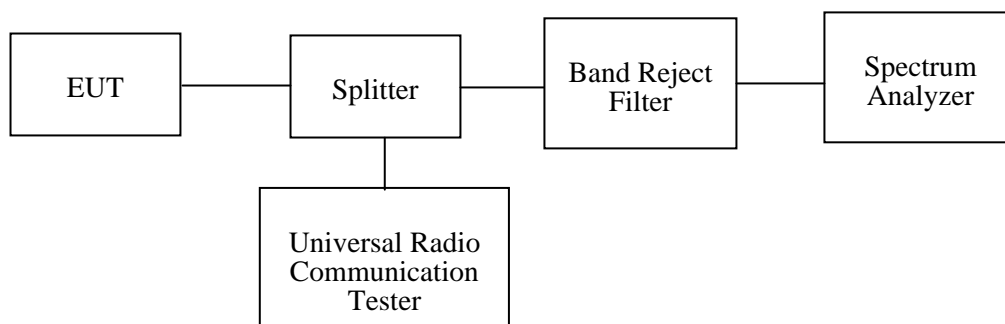 EUT
Splitter
Band Reject
Filter
Spectrum
Analyzer
Universal Radio
Communication
Tester